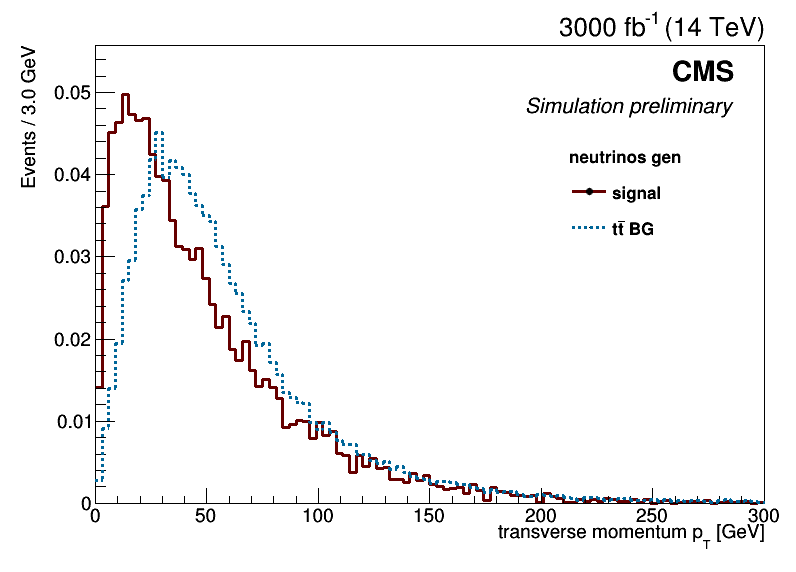 3000 fb⁻¹ (14 TeV)
CMS
Simulation preliminary
neutrinos gen
signal
tt̄ BG
Events / 3.0 GeV
0.05
0.04
0.03
0.02
0.01
0
0 50 100 150 200 250 300
transverse momentum p_T [GeV]